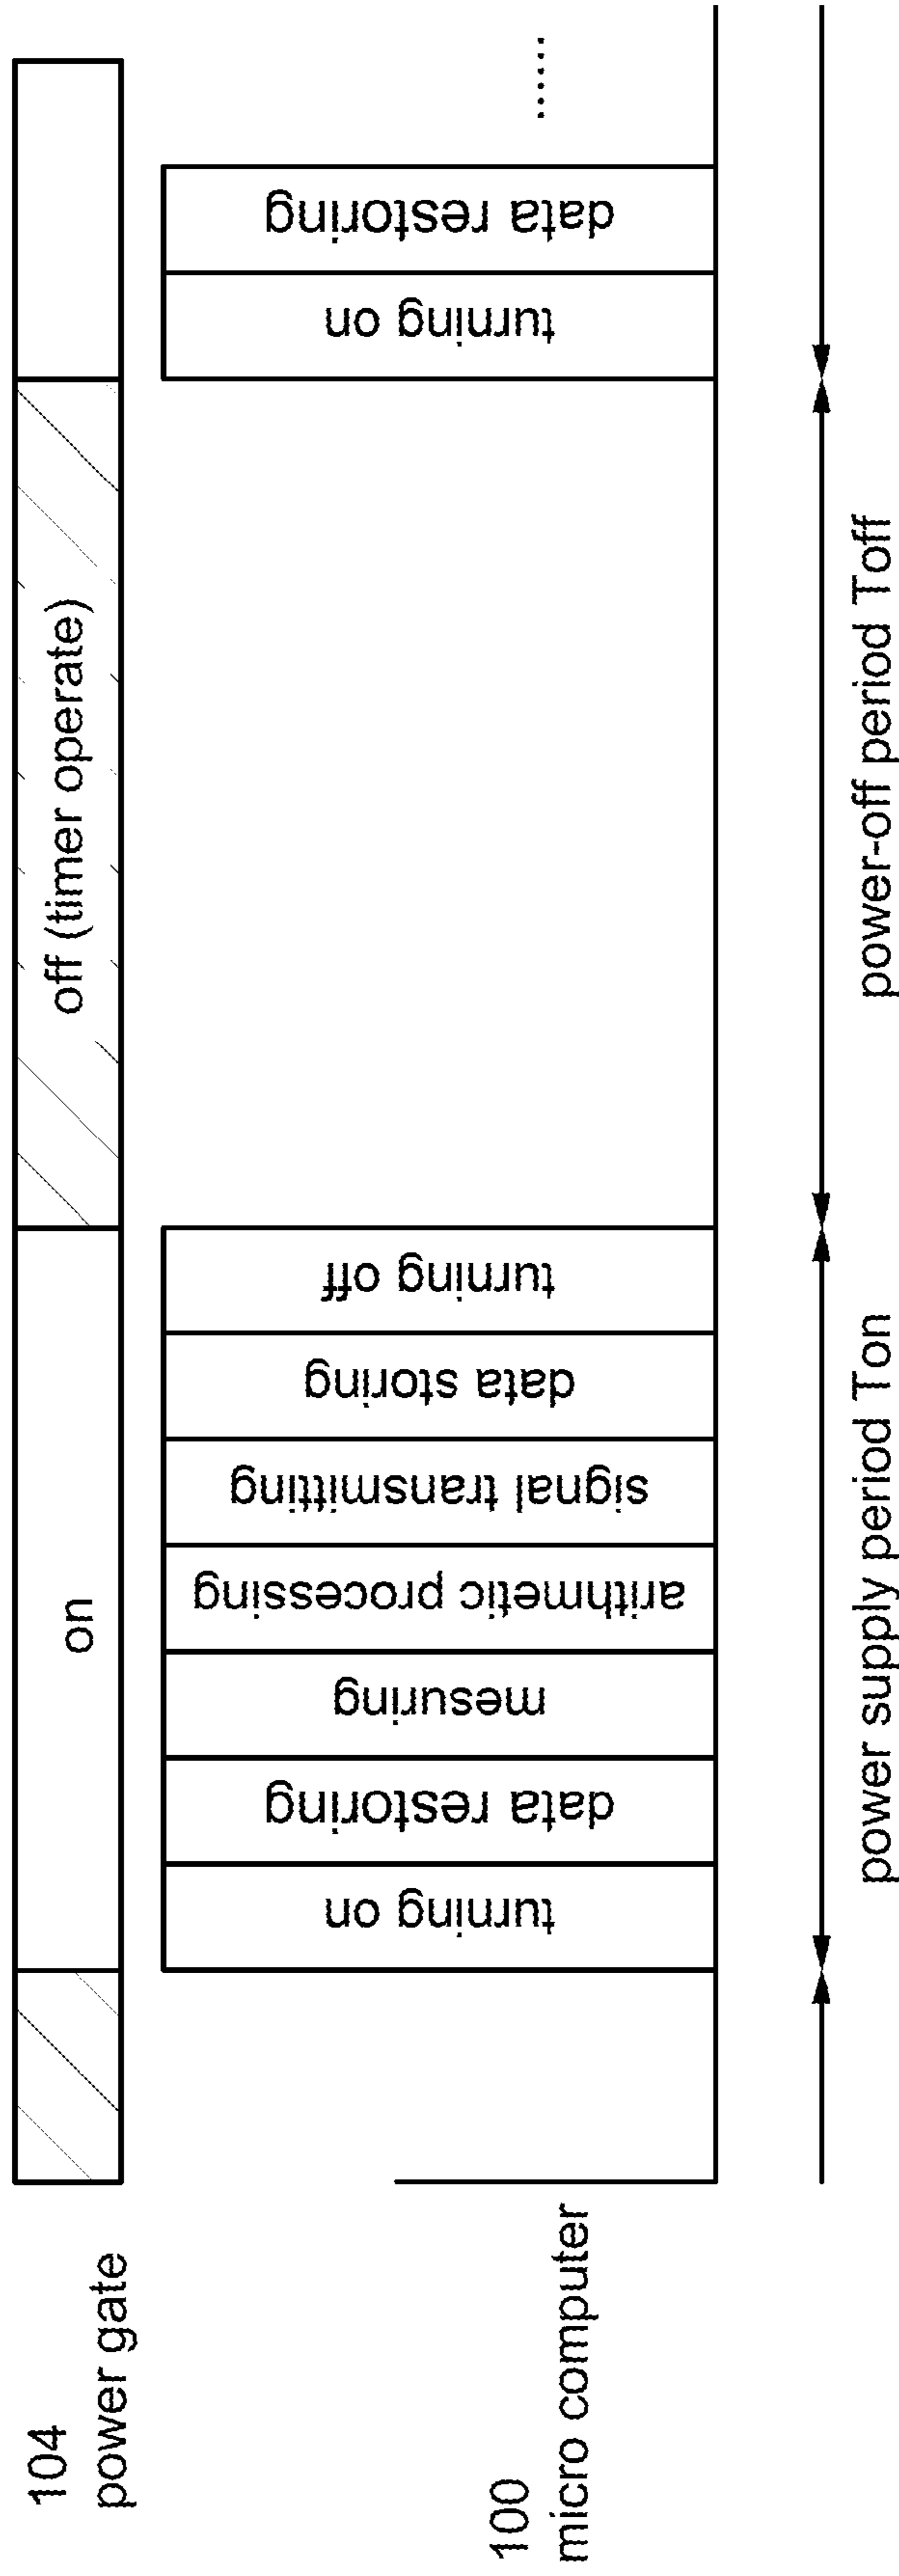 104
power gate
on
off (timer operate)
100
micro computer
turning on
data restoring
mesuring
arithmetic processing
signal transmitting
data storing
turning off
turning on
data restoring
......
power supply period Ton
power-off period Toff